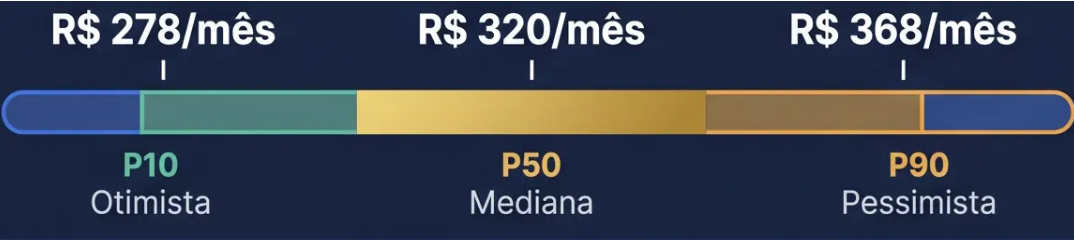 R$ 278/mês R$ 320/mês R$ 368/mês
P10 P50 P90
Otimista Mediana Pessimista